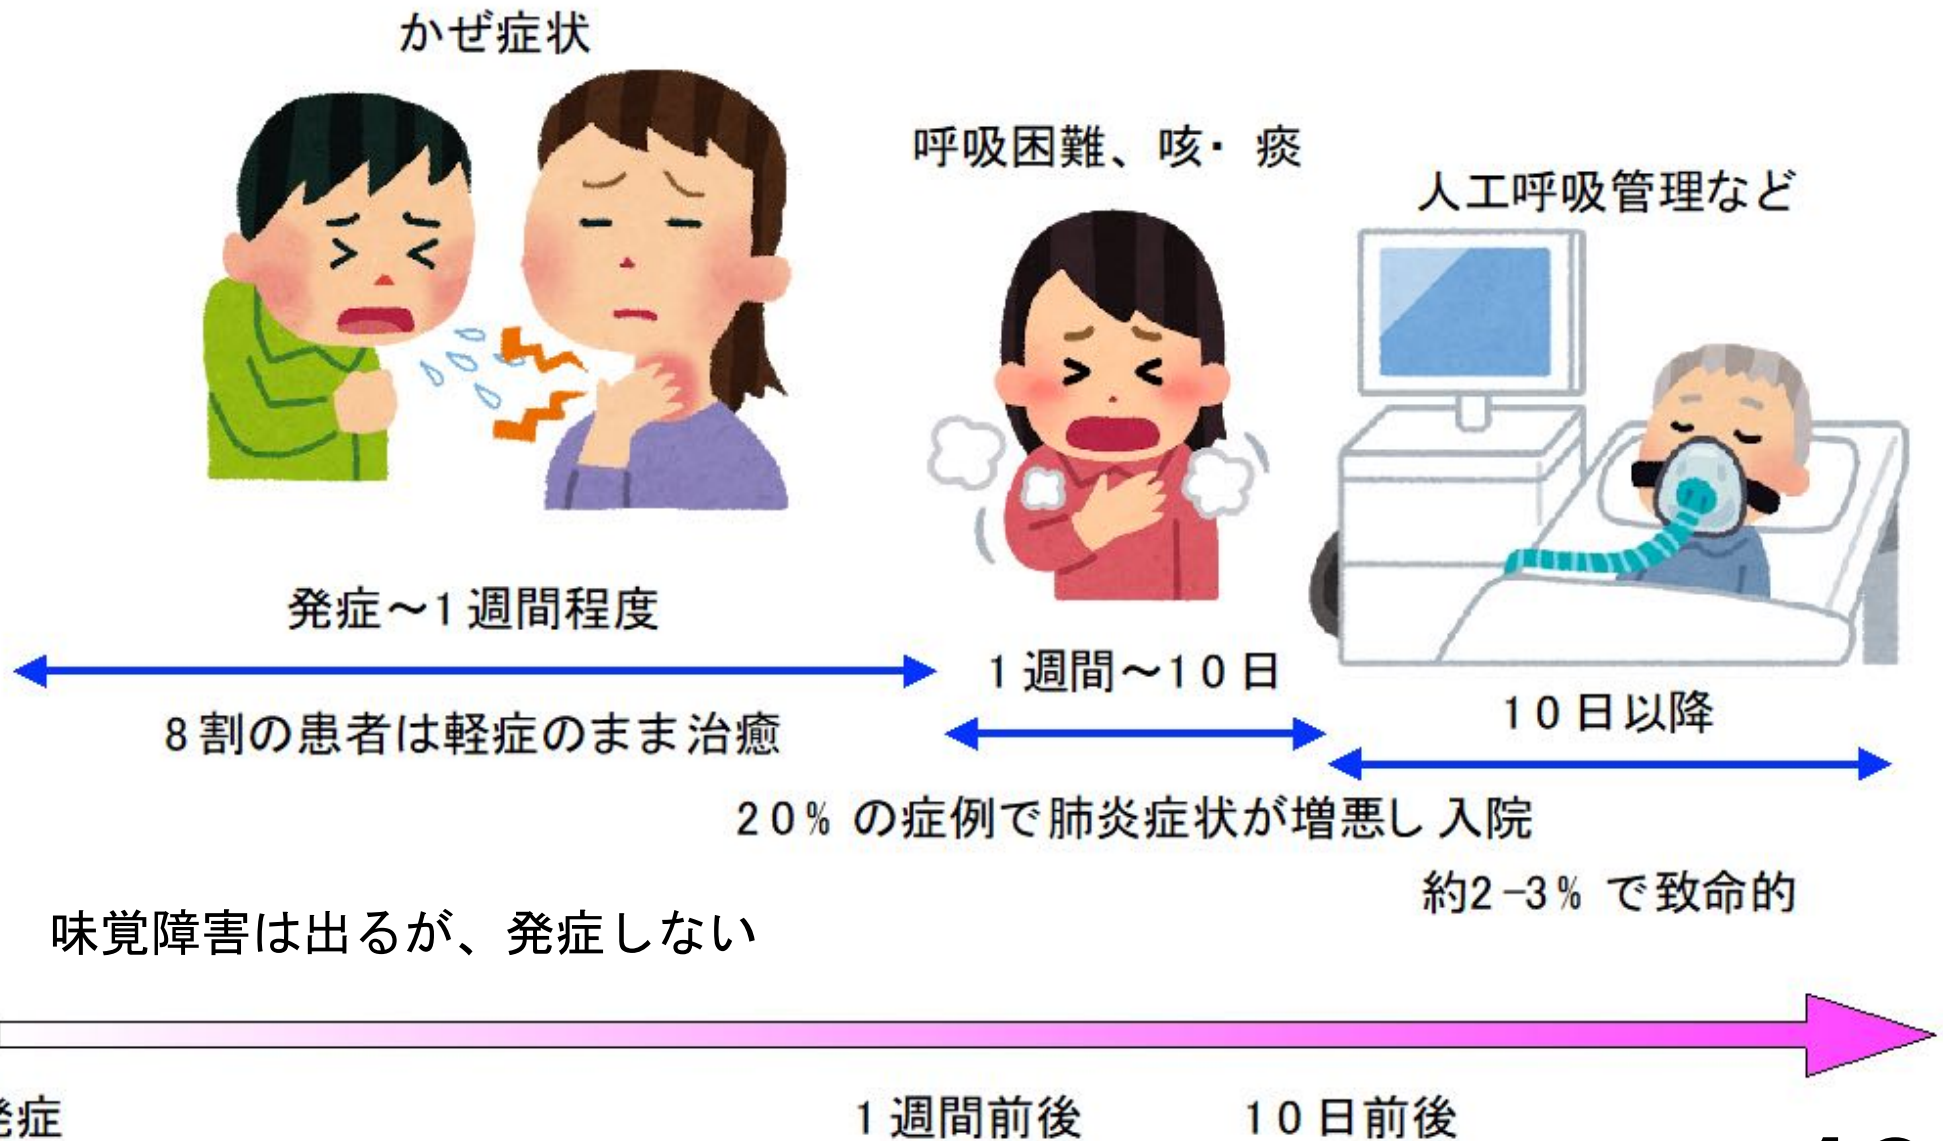 かぜ症状
呼吸困難、咳・ 痰
人工呼吸管理など
発症～1週間程度
1週間～10日
10日以降
8割の患者は軽症のまま治癒
20% の症例で肺炎症状が増悪し入院
約2-3% で致命的
味覚障害は出るが、発症しない
発症
1週間前後
10日前後